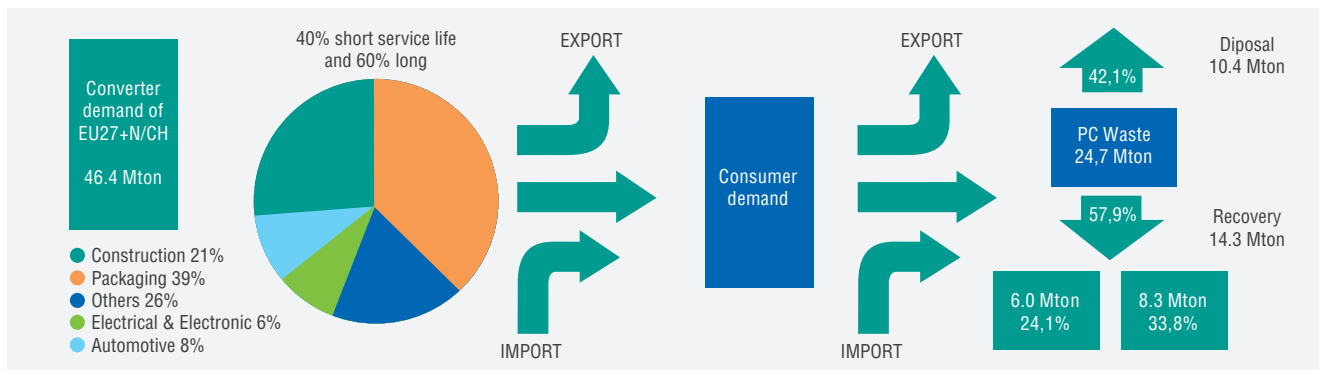 Converter
demand of
EU27+N/CH
46.4 Mton
40% short service life
and 60% long
Construction 21%
Packaging 39%
Others 26%
Electrical & Electronic 6%
Automotive 8%
EXPORT
IMPORT
Consumer
demand
EXPORT
IMPORT
42,1%
Diposal
10.4 Mton
PC Waste
24,7 Mton
57,9%
Recovery
14.3 Mton
6.0 Mton
24,1%
8.3 Mton
33,8%